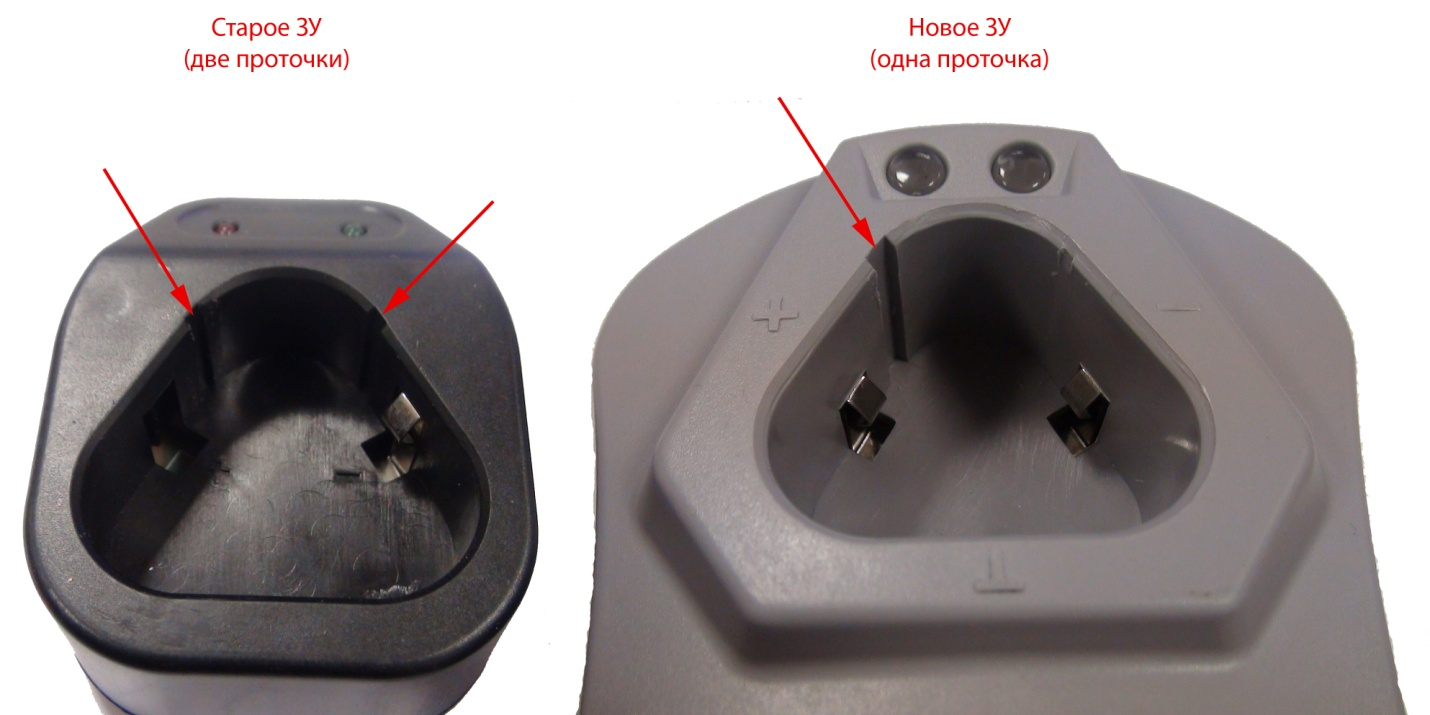 Старое ЗУ
(две проточки)
Новое ЗУ
(одна проточка)
+
−
T